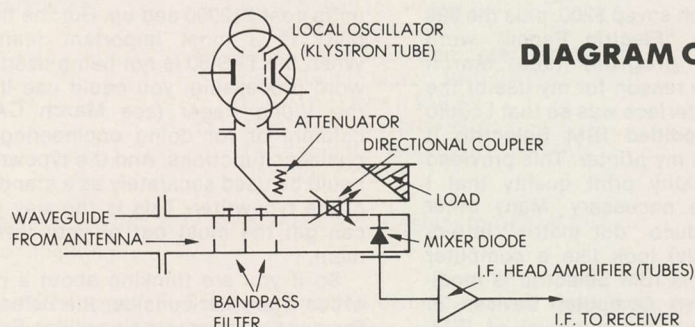 LOCAL OSCILLATOR
(KLYSTRON TUBE)
DIAGRAM
ATTENUATOR
DIRECTIONAL COUPLER
LOAD
WAVEGUIDE
FROM ANTENNA
MIXER DIODE
I.F. HEAD AMPLIFIER (TUBES)
BANDPASS
FILTER
I.F. TO RECEIVER